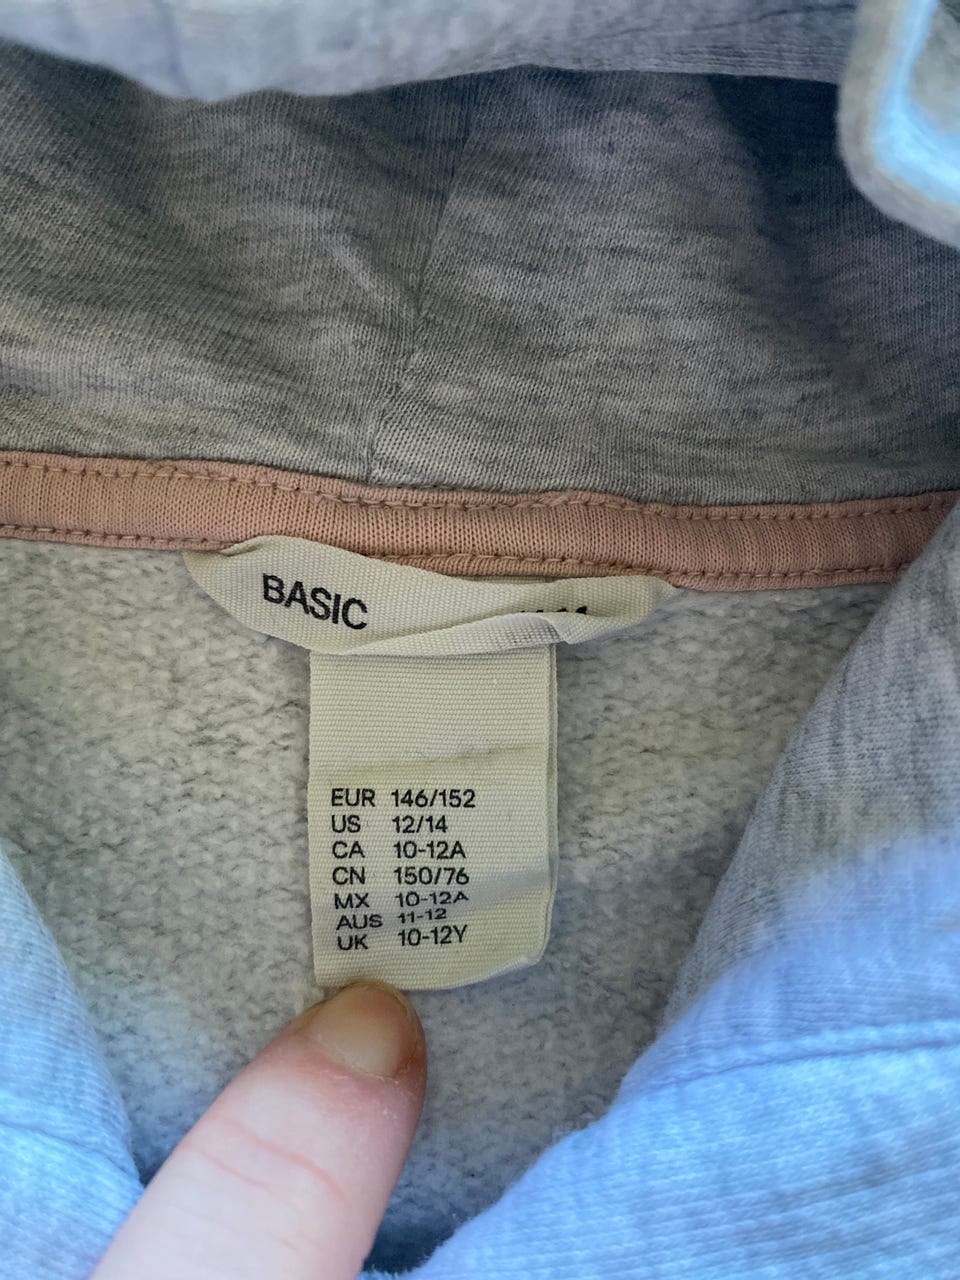 BASIC
EUR 146/152
US 12/14
CA 10-12A
CN 150/76
MX 10-12A
AUS 11-12
UK 10-12Y